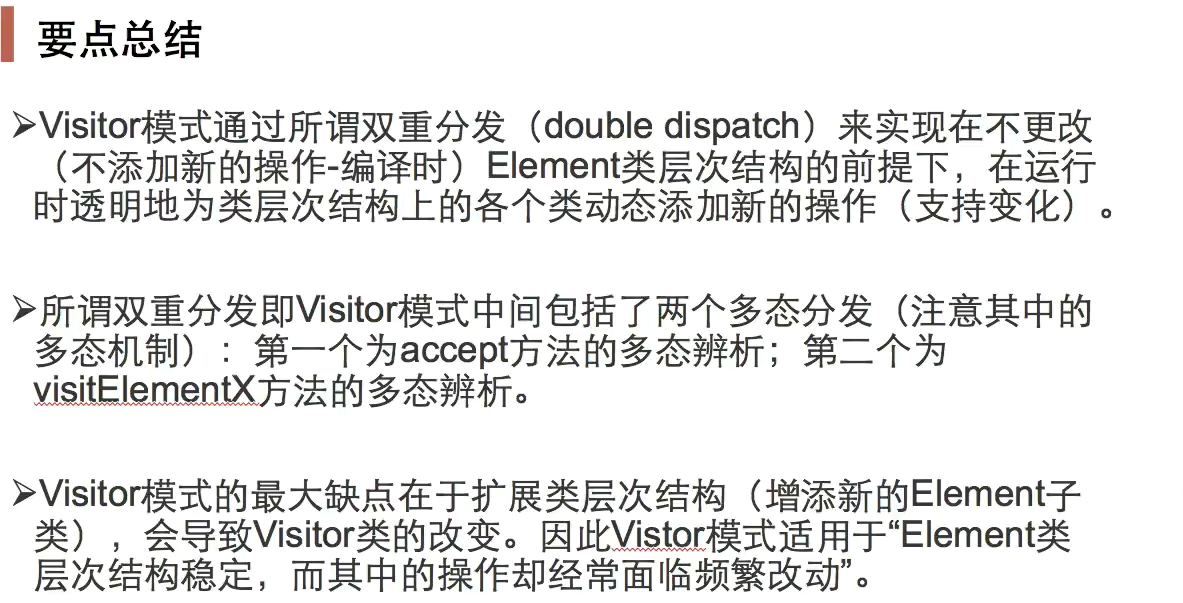 要点总结
➢Visitor模式通过所谓双重分发（double dispatch）来实现在不更改
（不添加新的操作-编译时）Element类层次结构的前提下，在运行
时透明地为类层次结构上的各个类动态添加新的操作（支持变化）。
➢所谓双重分发即Visitor模式中间包括了两个多态分发（注意其中的
多态机制）：第一个为accept方法的多态辨析；第二个为
visitElementX方法的多态辨析。
➢Visitor模式的最大缺点在于扩展类层次结构（增添新的Element子
类），会导致Visitor类的改变。因此Vistor模式适用于“Element类
层次结构稳定，而其中的操作却经常面临频繁改动”。